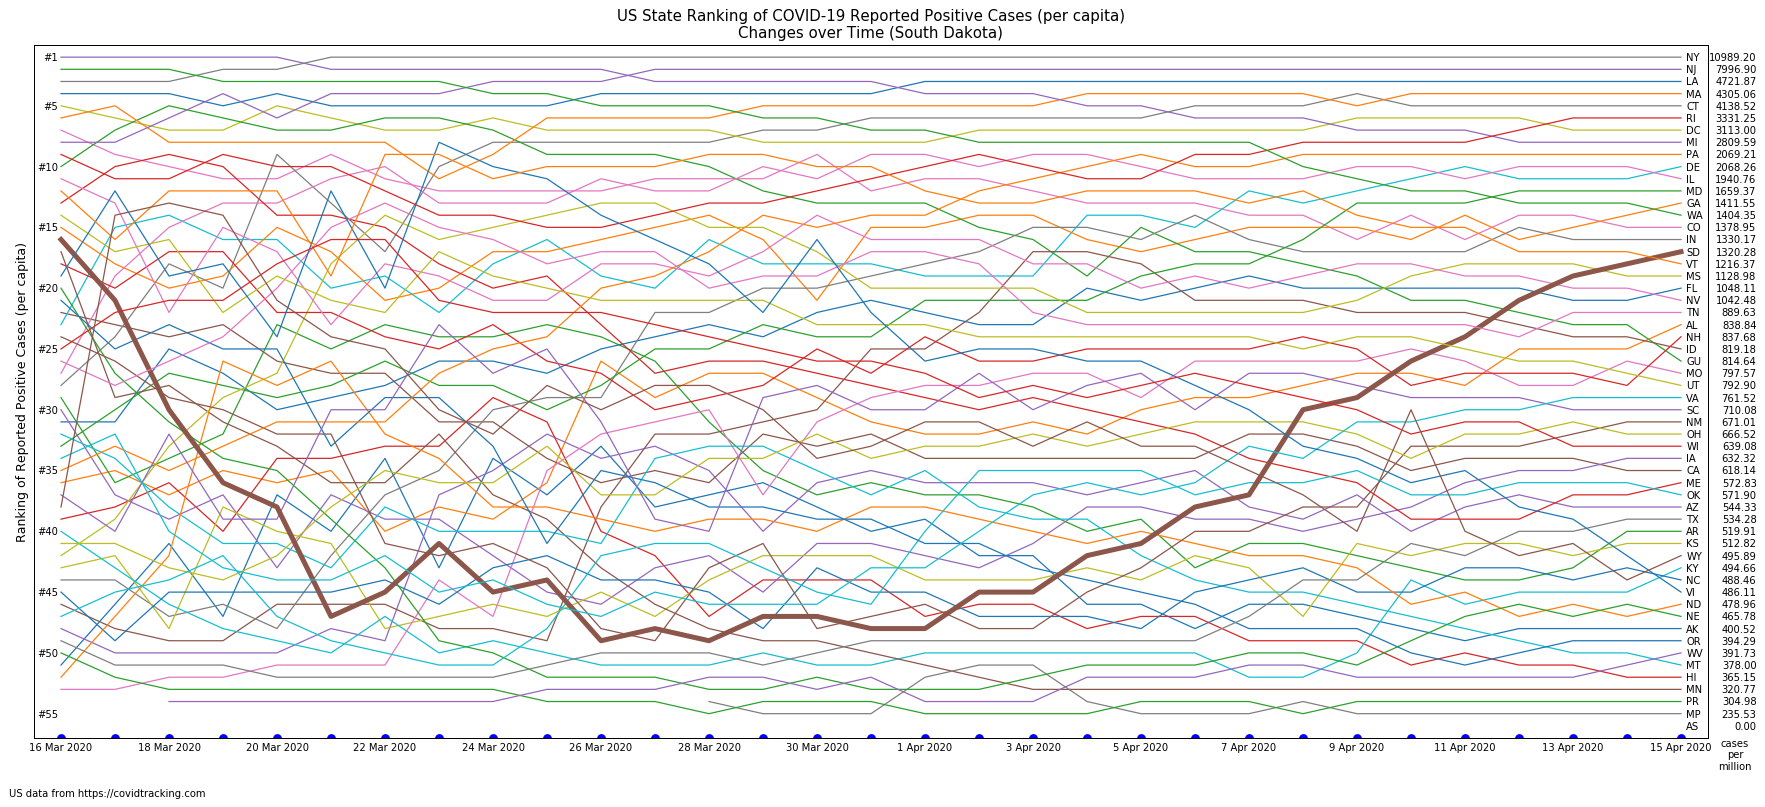 US State Ranking of COVID-19 Reported Positive Cases (per capita)
Changes over Time (South Dakota)
Ranking of Reported Positive Cases (per capita)
#1
#5
#10
#15
#20
#25
#30
#35
#40
#45
#50
#55
NY 10989.20
NJ 7996.90
LA 4721.87
MA 4305.06
CT 4138.52
RI 3331.25
DC 3113.00
MI 2809.59
PA 2069.21
DE 2068.26
IL 1940.76
MD 1659.37
GA 1411.55
WA 1404.35
CO 1378.95
IN 1330.17
SD 1320.28
VT 1216.37
MS 1128.98
FL 1048.11
NV 1042.48
TN 889.63
AL 838.84
NH 837.68
ID 819.18
GU 814.64
MO 797.57
UT 792.90
VA 761.52
SC 710.08
NM 671.01
OH 666.52
WI 639.08
IA 632.32
CA 618.14
ME 572.83
OK 571.90
AZ 544.33
TX 534.28
AR 519.91
KS 512.82
WY 495.89
KY 494.66
NC 488.46
VI 486.11
ND 478.96
NE 465.78
AK 400.52
OR 394.29
WV 391.73
MT 378.00
HI 365.15
MN 320.77
PR 304.98
MP 235.53
AS 0.00
16 Mar 2020 18 Mar 2020 20 Mar 2020 22 Mar 2020 24 Mar 2020 26 Mar 2020 28 Mar 2020 30 Mar 2020 1 Apr 2020 3 Apr 2020 5 Apr 2020 7 Apr 2020 9 Apr 2020 11 Apr 2020 13 Apr 2020 15 Apr 2020
cases
per
million
US data from https://covidtracking.com